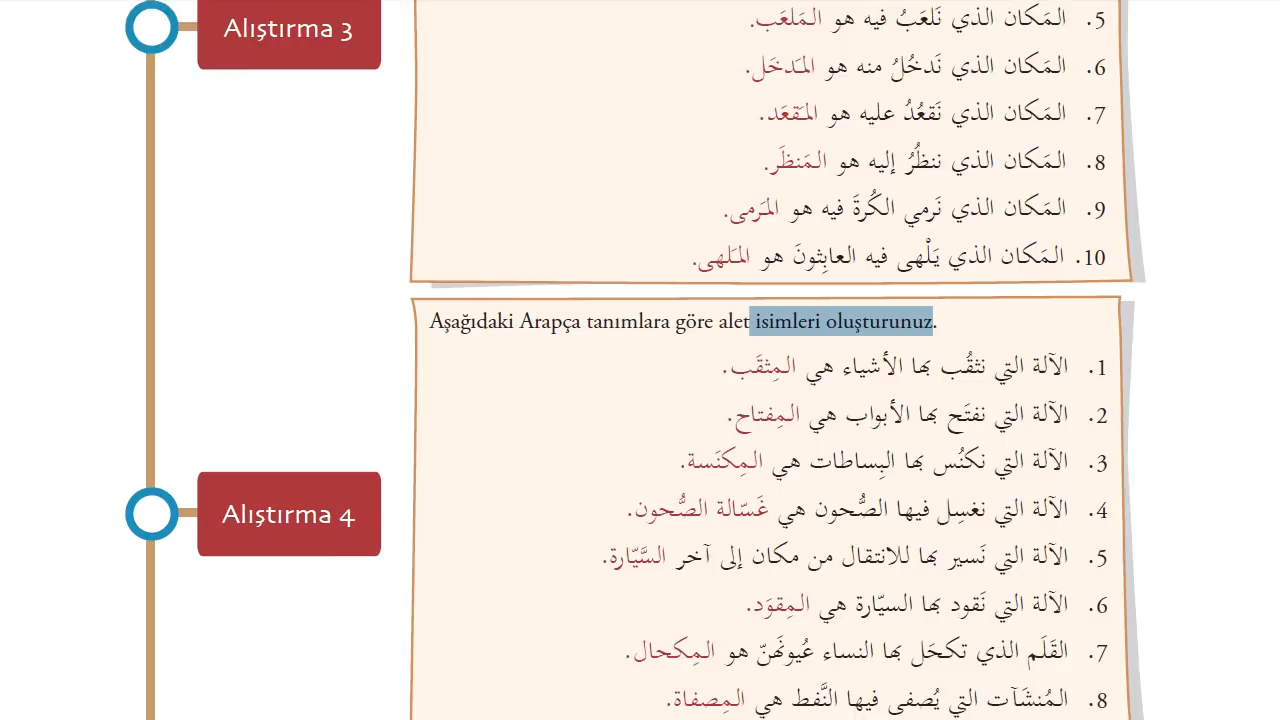 Alıştırma 3
5. المَكان الذي نَلعَبُ فيه هو المَلعَب.
6. المَكان الذي نَدخُلُ منه هو المَدخَل.
7. المَكان الذي نَقعُدُ عليه هو المَقعَد.
8. المَكان الذي ننظُرُ إليه هو المَنظَر.
9. المَكان الذي نَرمي الكُرةَ فيه هو المَرمى.
10. المَكان الذي يَلْهى فيه العابِثونَ هو المَلهى.
Alıştırma 4
Aşağıdaki Arapça tanımlara göre alet isimleri oluşturunuz.
1. الآلة التي نثقُب بها الأشياء هي المِثقَب.
2. الآلة التي نفتَح بها الأبواب هي المِفتاح.
3. الآلة التي نكنُس بها البِساطات هي المِكنَسة.
4. الآلة التي نغسِل فيها الصُّحون هي غَسّالة الصُّحون.
5. الآلة التي نَسير بها للانتقال من مكان إلى آخر السَّيّارة.
6. الآلة التي نَقود بها السيّارة هي المِقوَد.
7. القَلَم الذي تكحَل بها النساء عُيونَهنّ هو المِكحال.
8. المُنشَآت التي يُصفى فيها النَّفط هي المِصفاة.